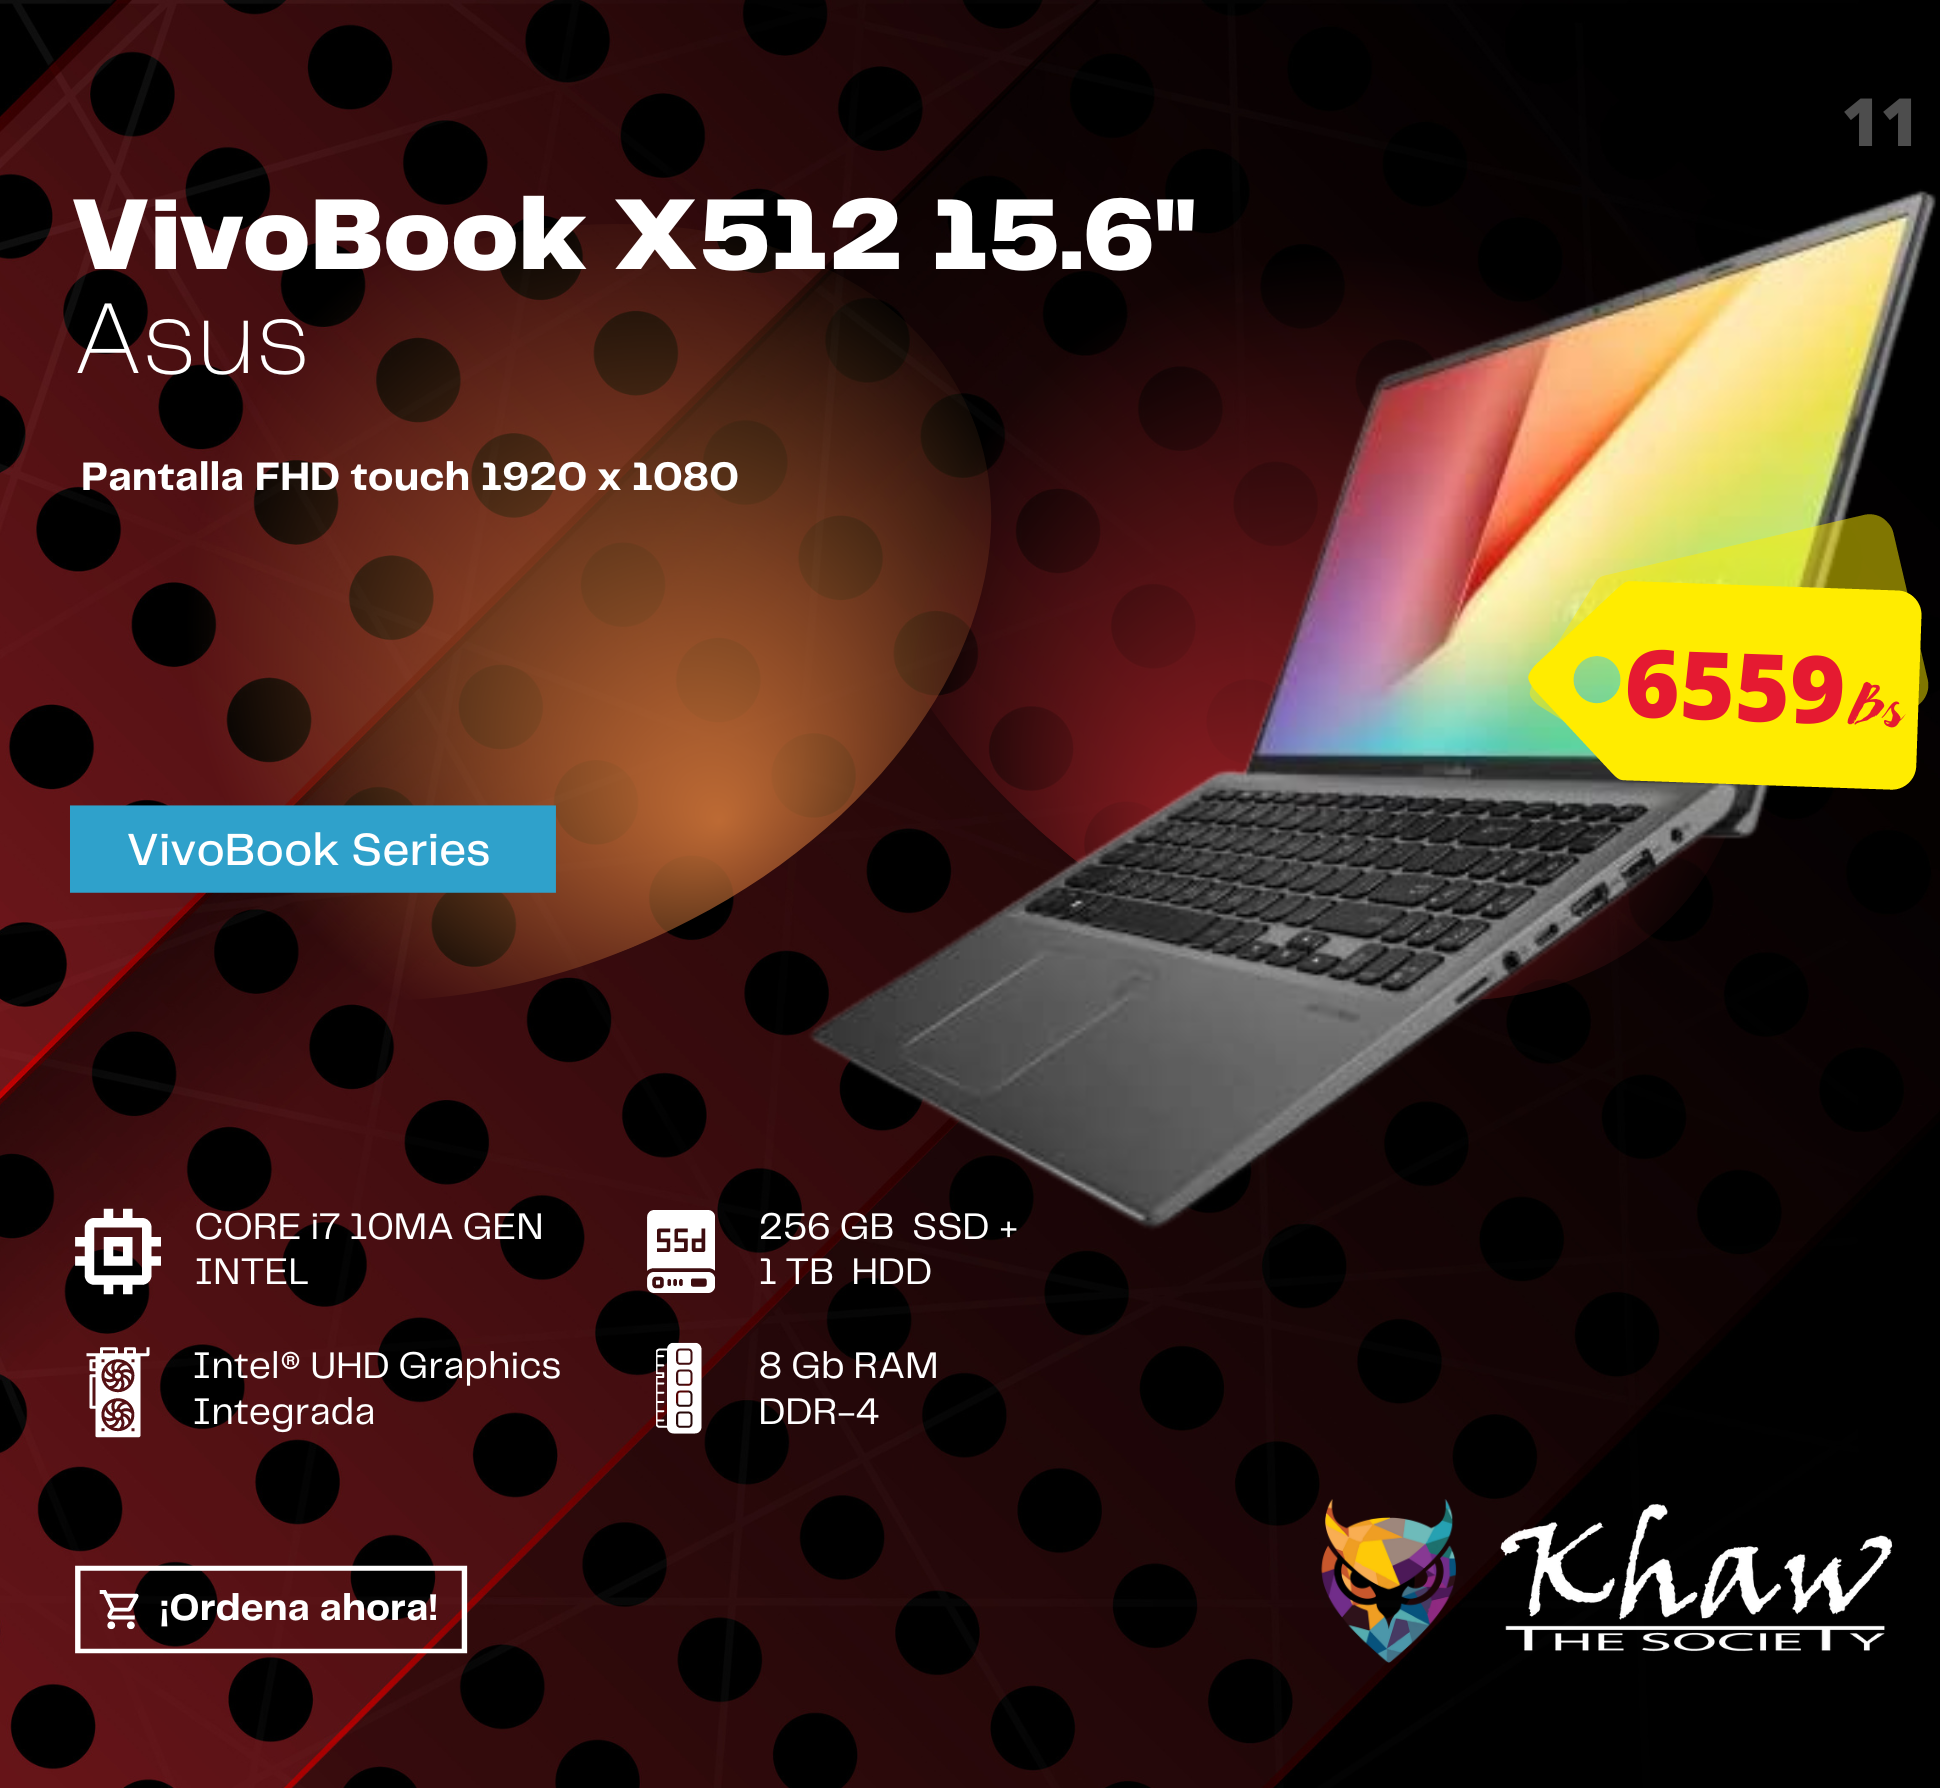 11
VivoBook X512 15.6"
Asus
Pantalla FHD touch 1920 x 1080
6559 Bs
VivoBook Series
CORE i7 10MA GEN
INTEL
ssd
256 GB SSD +
1 TB HDD
Intel® UHD Graphics
Integrada
8 Gb RAM
DDR-4
¡Ordena ahora!
Khaw
THE SOCIETY